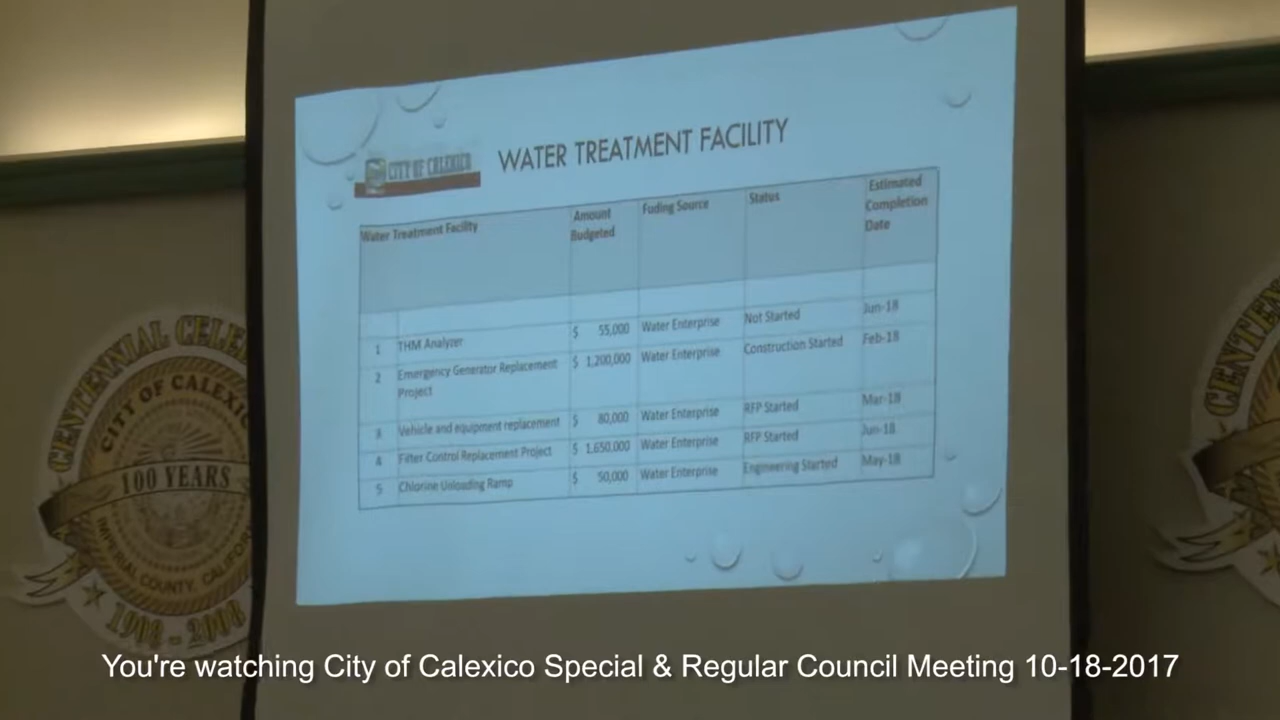 CITY OF CALEXICO
WATER TREATMENT FACILITY
Water Treatment Facility
Amount Budgeted
Fuding Source
Status
Estimated Completion Date
1 THM Analyzer $ 55,000 Water Enterprise Not Started Jun-18
2 Emergency Generator Replacement Project $ 1,200,000 Water Enterprise Construction Started Feb-18
3 Vehicle and equipment replacement $ 80,000 Water Enterprise RFP Started Mar-18
4 Filter Control Replacement Project $ 1,650,000 Water Enterprise RFP Started Jun-18
5 Chlorine Unloading Ramp $ 50,000 Water Enterprise Engineering Started May-18
CENTENNIAL CELE
CITY OF CALEXICO
100 YEARS
IMPERIAL COUNTY, CALIFOR
1908 - 2008
CENTEN
You're watching City of Calexico Special & Regular Council Meeting 10-18-2017